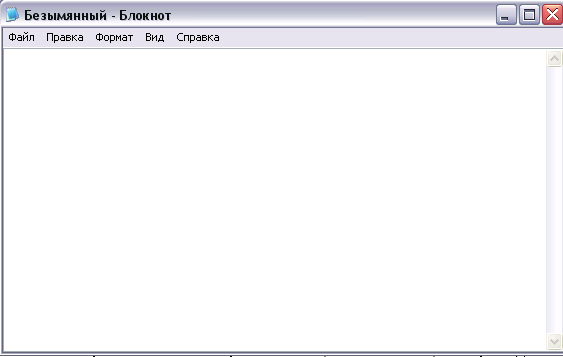 Безымянный - Блокнот
Файл Правка Формат Вид Справка